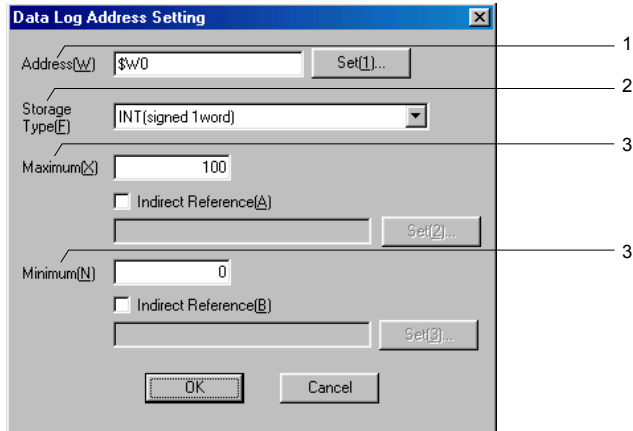 Data Log Address Setting
1
Address(W) $W0 Set(1)...
2
Storage
Type(F) INT(signed 1word)
3
Maximum(X) 100
Indirect Reference(A)
Set(2)...
3
Minimum(N) 0
Indirect Reference(B)
Set(3)...
OK Cancel